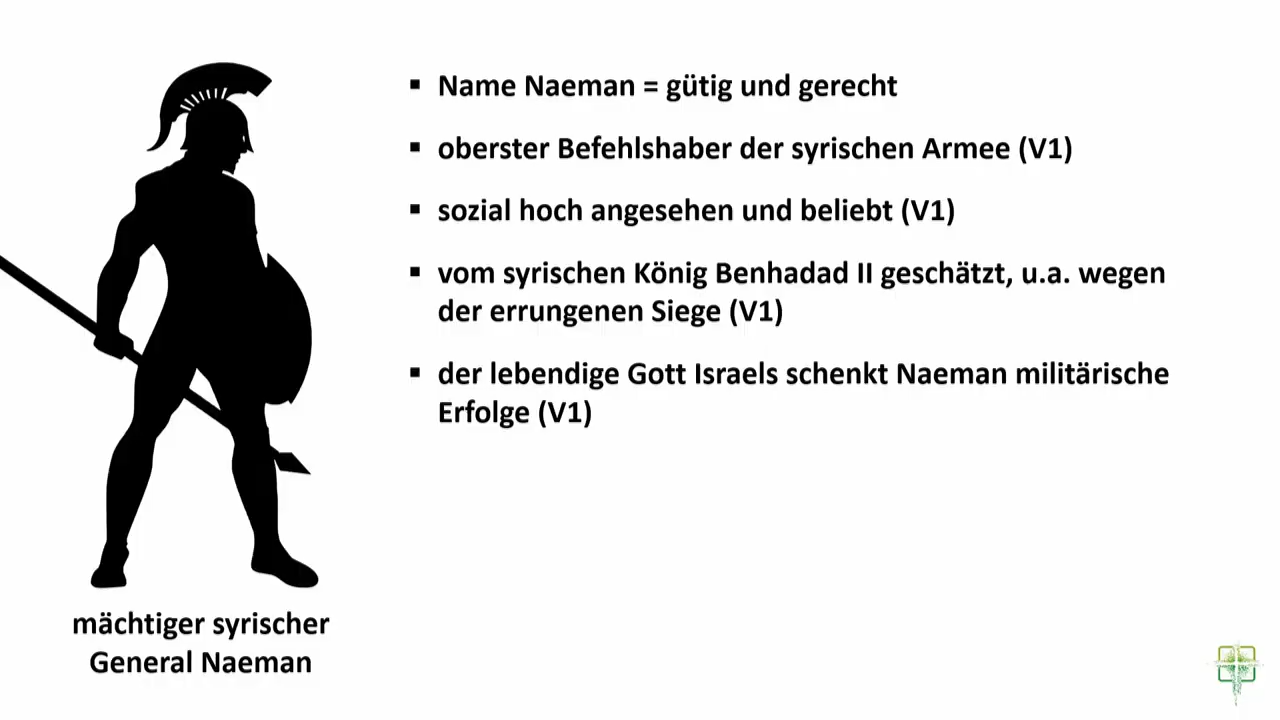 ▪ Name Naeman = gütig und gerecht
▪ oberster Befehlshaber der syrischen Armee (V1)
▪ sozial hoch angesehen und beliebt (V1)
▪ vom syrischen König Benhadad II geschätzt, u.a. wegen
der errungenen Siege (V1)
▪ der lebendige Gott Israels schenkt Naeman militärische
Erfolge (V1)
mächtiger syrischer
General Naeman